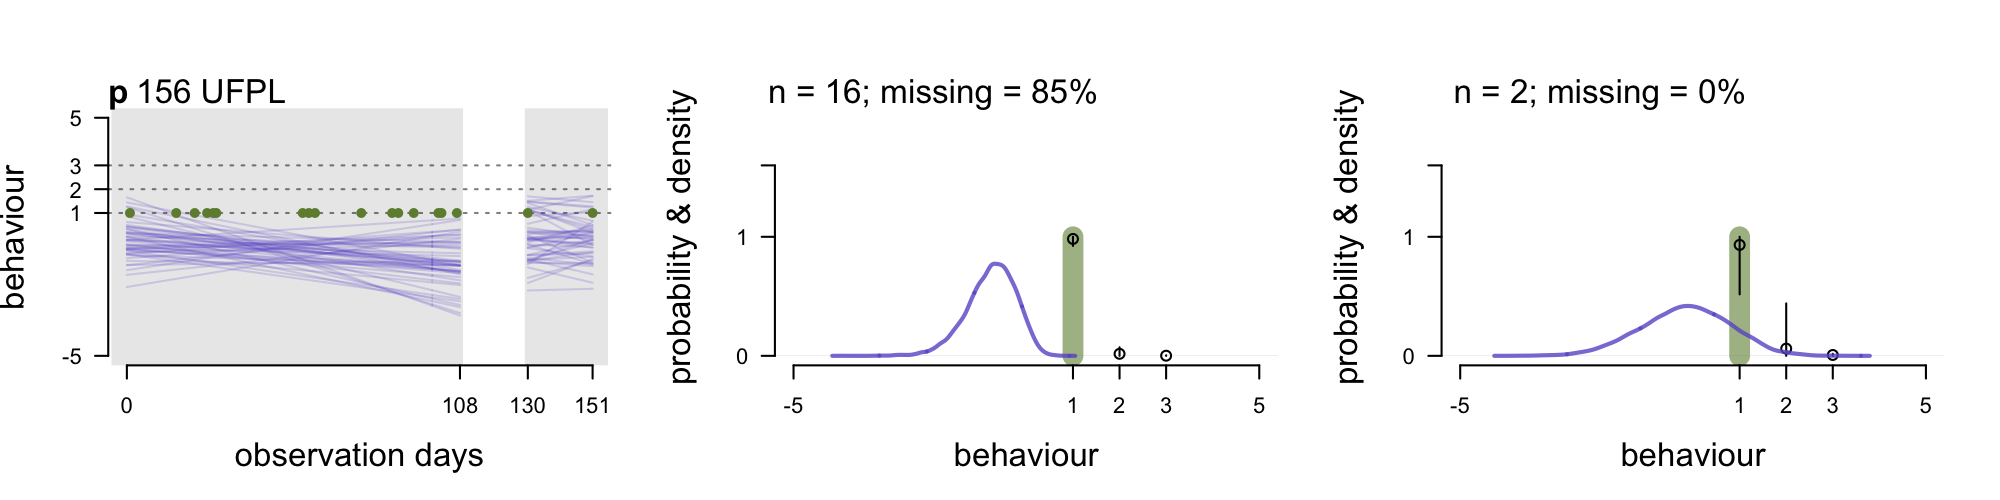 p 156 UFPL
behaviour
5
3
2
1
-5
0 108 130 151
observation days
n = 16; missing = 85%
probability & density
1
0
-5 1 2 3 5
behaviour
n = 2; missing = 0%
probability & density
1
0
-5 1 2 3 5
behaviour